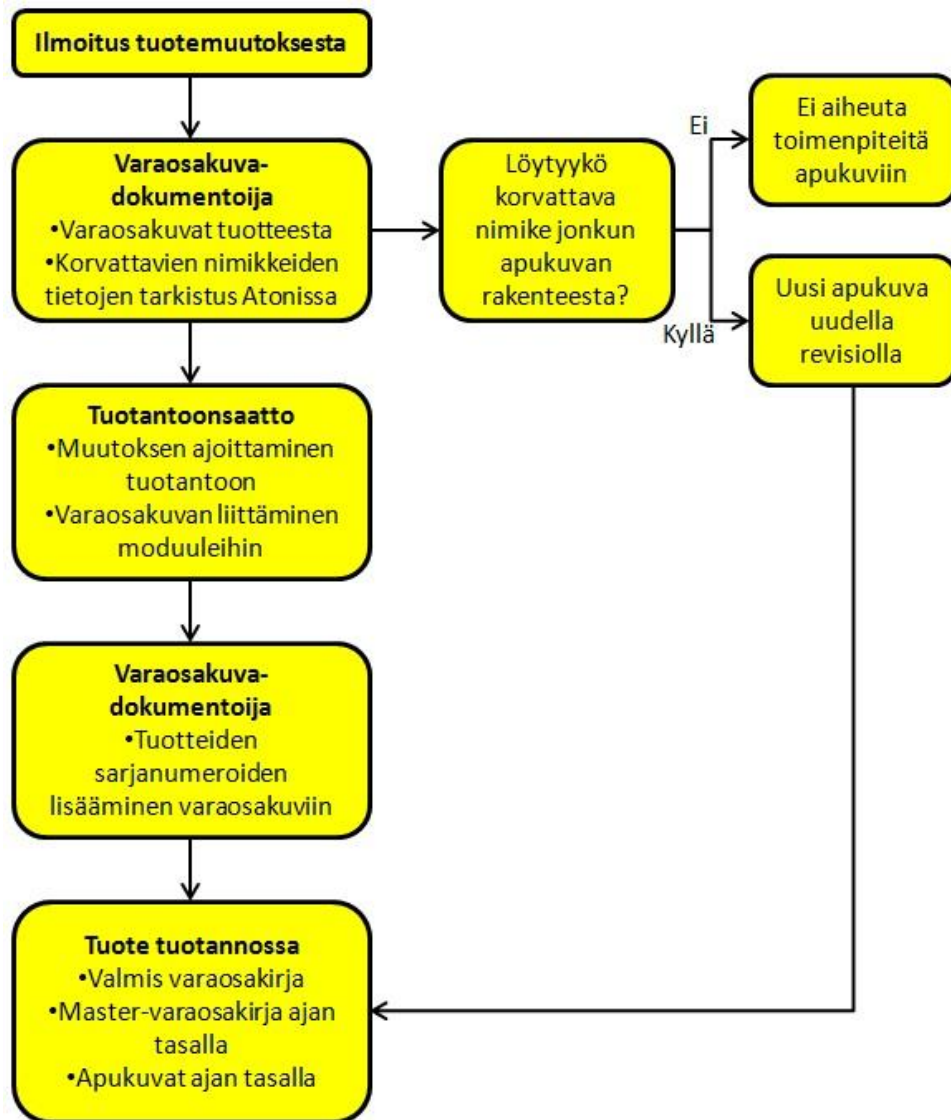 Ilmoitus tuotemuutoksesta
Varaosakuva-
dokumentoija
•Varaosakuvat tuotteesta
•Korvattavien nimikkeiden
tietojen tarkistus Atonissa
Löytyykö
korvattava
nimike jonkun
apukuvan
rakenteesta?
Ei
Ei aiheuta
toimenpiteitä
apukuviin
Kyllä
Uusi apukuva
uudella
revisiolla
Tuotantoonsaatto
•Muutoksen ajoittaminen
tuotantoon
•Varaosakuvan liittäminen
moduuleihin
Varaosakuva-
dokumentoija
•Tuotteiden
sarjanumeroiden
lisääminen varaosakuviin
Tuote tuotannossa
•Valmis varaosakirja
•Master-varaosakirja ajan
tasalla
•Apukuvat ajan tasalla